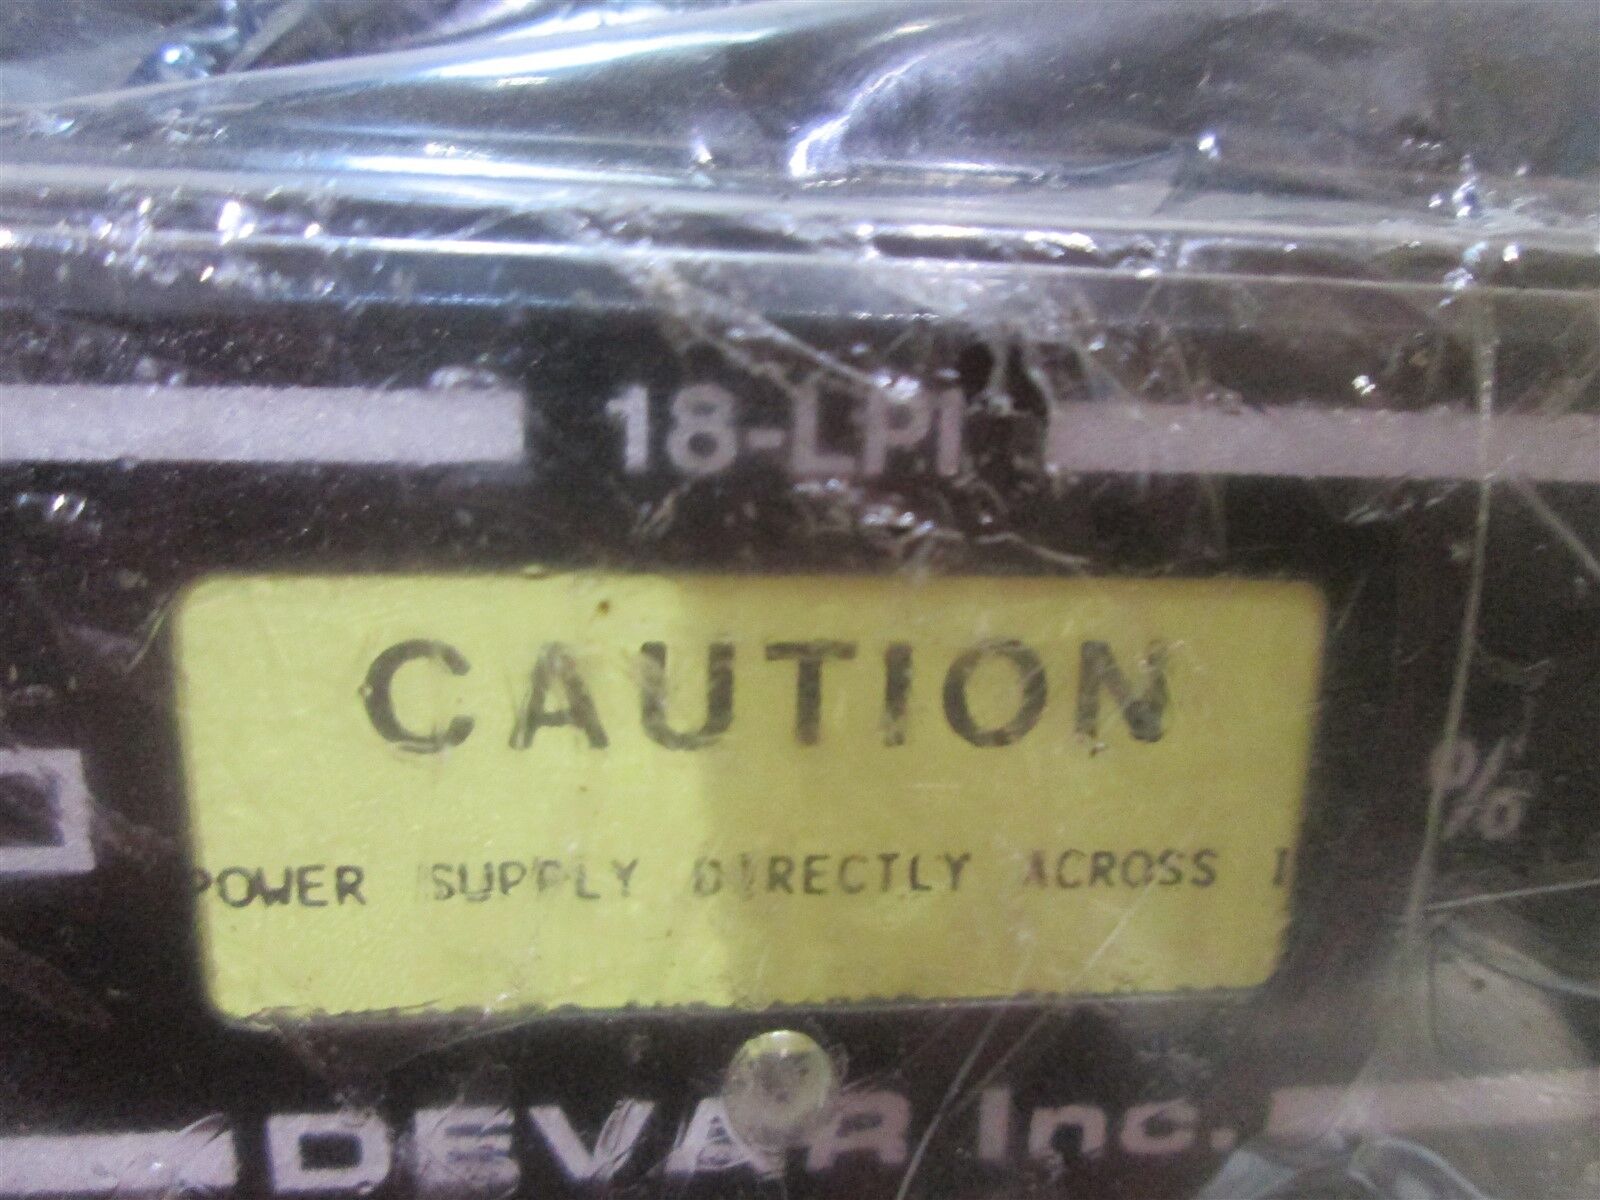 18-LPI
CAUTION
POWER SUPPLY DIRECTLY ACROSS I
%
DEVAR Inc.